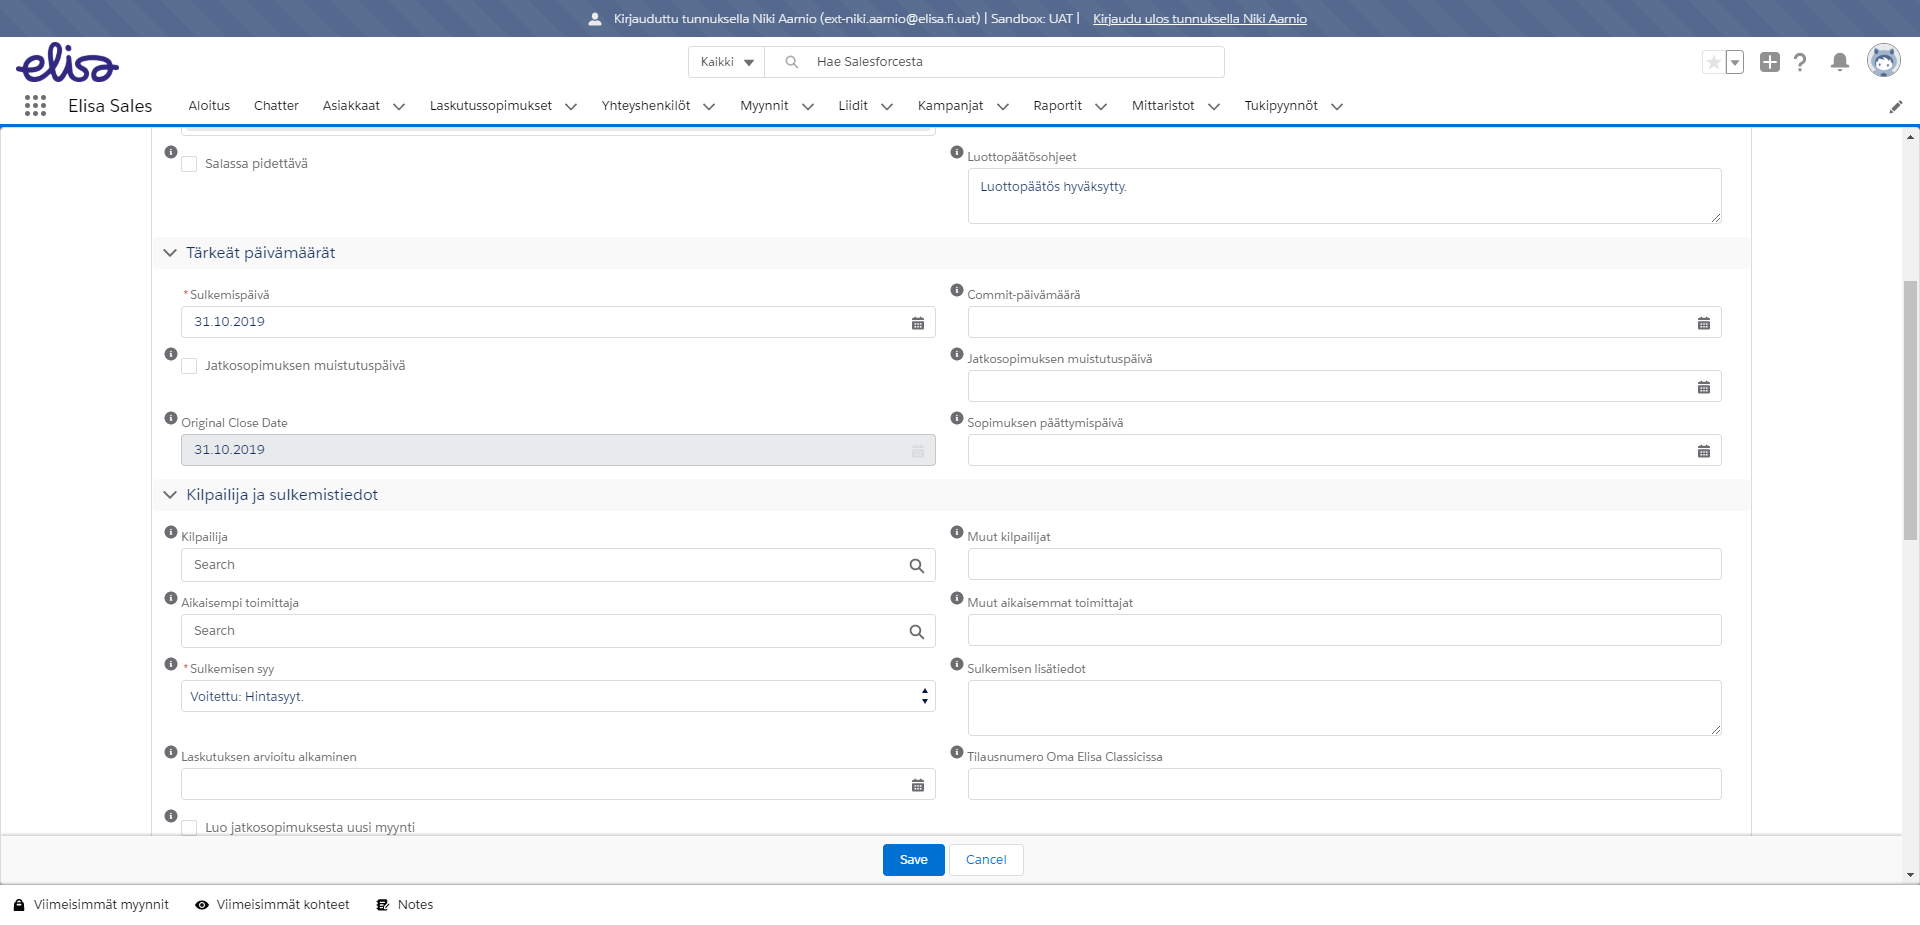 Kirjauduttu tunnuksella Niki Aarnio (ext-niki.aarnio@elisa.fi.uat) | Sandbox: UAT | Kirjaudu ulos tunnuksella Niki Aarnio
elisa
Kaikki Hae Salesforcesta
Elisa Sales Aloitus Chatter Asiakkaat Laskutussopimukset Yhteyshenkilöt Myynnit Liidit Kampanjat Raportit Mittaristot Tukipyynnöt
Salassa pidettävä
Luottopäätösohjeet
Luottopäätös hyväksytty.
Tärkeät päivämäärät
* Sulkemispäivä
31.10.2019
Commit-päivämäärä
Jatkosopimuksen muistutuspäivä
Jatkosopimuksen muistutuspäivä
Original Close Date
31.10.2019
Sopimuksen päättymispäivä
Kilpailija ja sulkemistiedot
Kilpailija
Search
Muut kilpailijat
Aikaisempi toimittaja
Search
Muut aikaisemmat toimittajat
* Sulkemisen syy
Voitettu: Hintasyyt.
Sulkemisen lisätiedot
Laskutuksen arvioitu alkaminen
Tilausnumero Oma Elisa Classicissa
Luo jatkosopimuksesta uusi myynti
Save Cancel
Viimeisimmät myynnit Viimeisimmät kohteet Notes